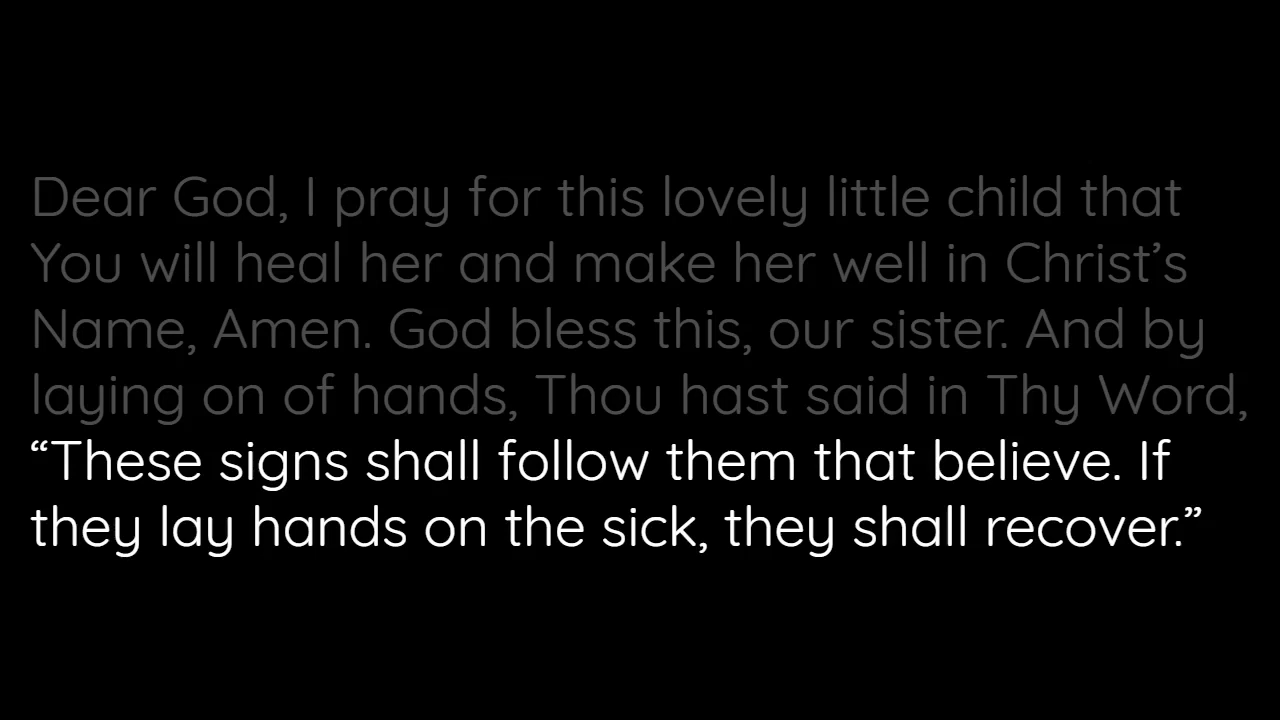 Dear God, I pray for this lovely little child that
You will heal her and make her well in Christ’s
Name, Amen. God bless this, our sister. And by
laying on of hands, Thou hast said in Thy Word,
“These signs shall follow them that believe. If
they lay hands on the sick, they shall recover.”